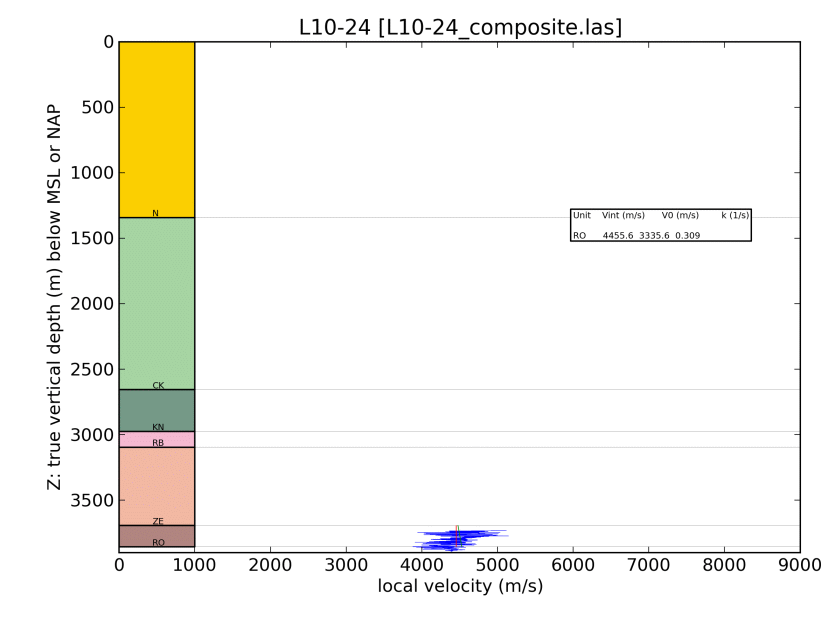 L10-24 [L10-24_composite.las]
Z: true vertical depth (m) below MSL or NAP
0
500
1000
1500
2000
2500
3000
3500
N
CK
KN
RB
ZE
RO
Unit Vint (m/s) V0 (m/s) k (1/s)
RO 4455.6 3335.6 0.309
0 1000 2000 3000 4000 5000 6000 7000 8000 9000
local velocity (m/s)